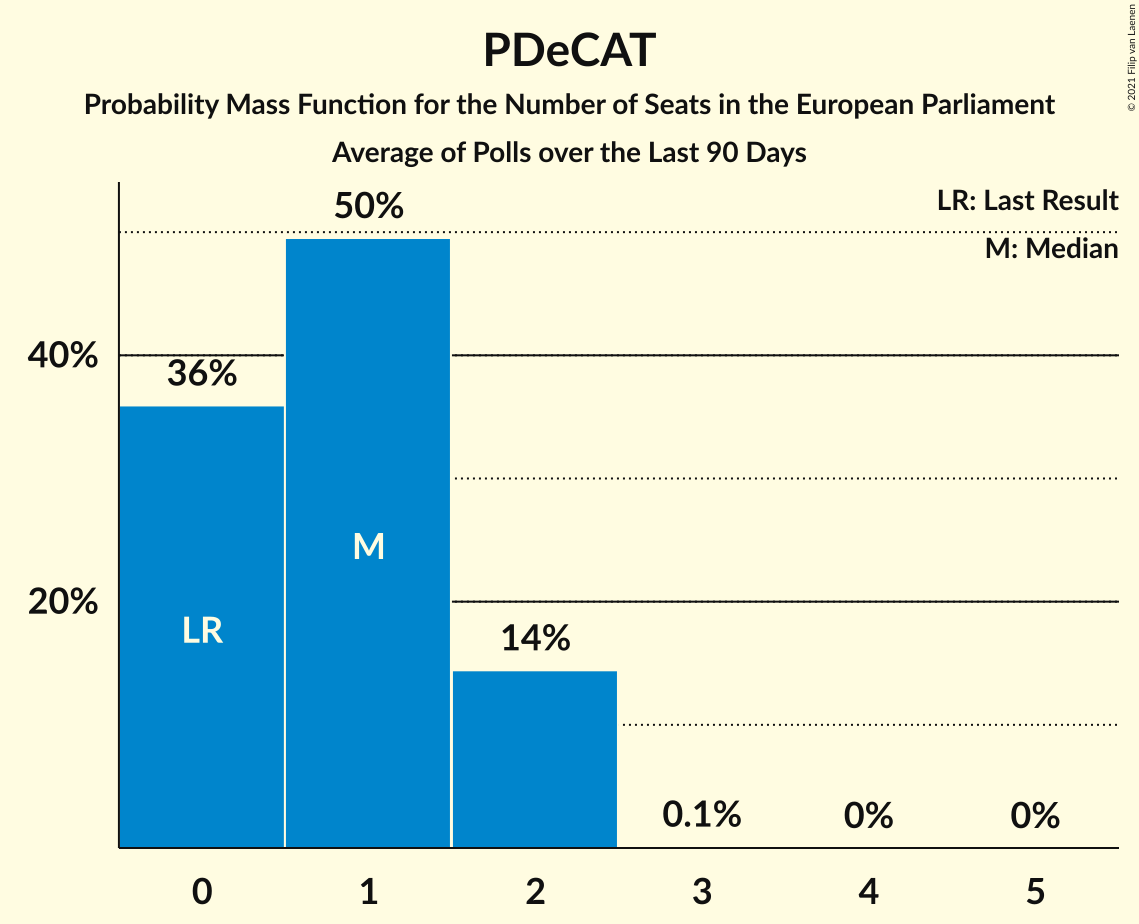 PDeCAT
Probability Mass Function for the Number of Seats in the European Parliament
Average of Polls over the Last 90 Days
© 2021 Filip van Laenen
LR: Last Result
M: Median
50%
40%
36%
M
20%
LR
14%
0.1%
0%
0%
0 1 2 3 4 5